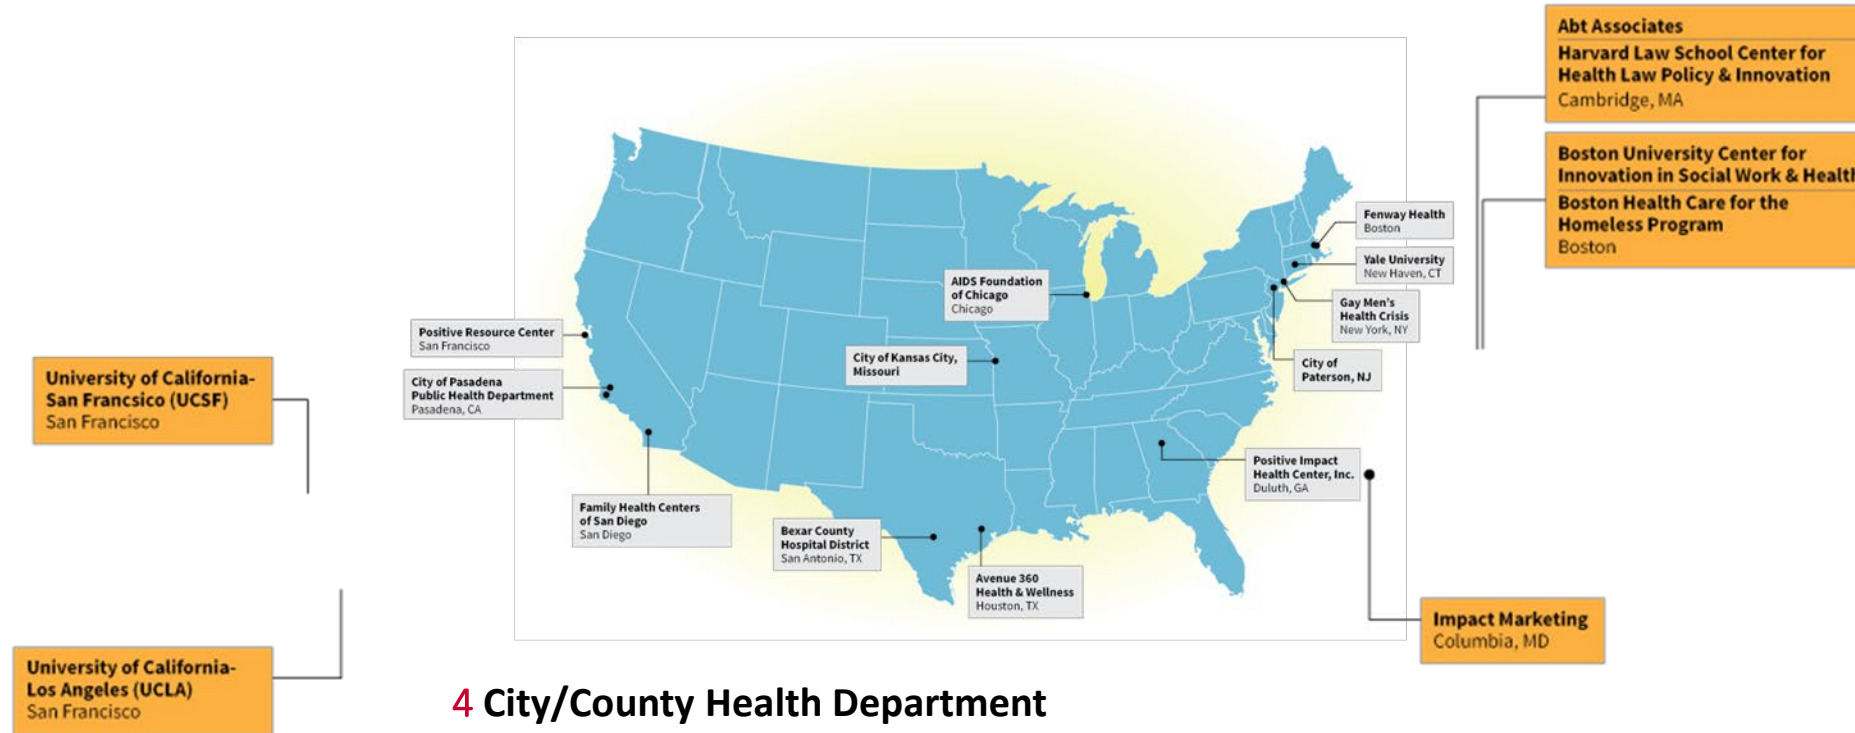 Abt Associates
Harvard Law School Center for
Health Law Policy & Innovation
Cambridge, MA
Boston University Center for
Innovation in Social Work & Health
Boston Health Care for the
Homeless Program
Boston
Fenway Health
Boston
Yale University
New Haven, CT
Gay Men's
Health Crisis
New York, NY
City of
Paterson, NJ
AIDS Foundation
of Chicago
Chicago
City of Kansas City,
Missouri
Positive Resource Center
San Francisco
City of Pasadena
Public Health Department
Pasadena, CA
University of California-
San Francsico (UCSF)
San Francisco
Family Health Centers
of San Diego
San Diego
Bexar County
Hospital District
San Antonio, TX
Avenue 360
Health & Wellness
Houston, TX
Positive Impact
Health Center, Inc.
Duluth, GA
Impact Marketing
Columbia, MD
University of California-
Los Angeles (UCLA)
San Francisco
4 City/County Health Department